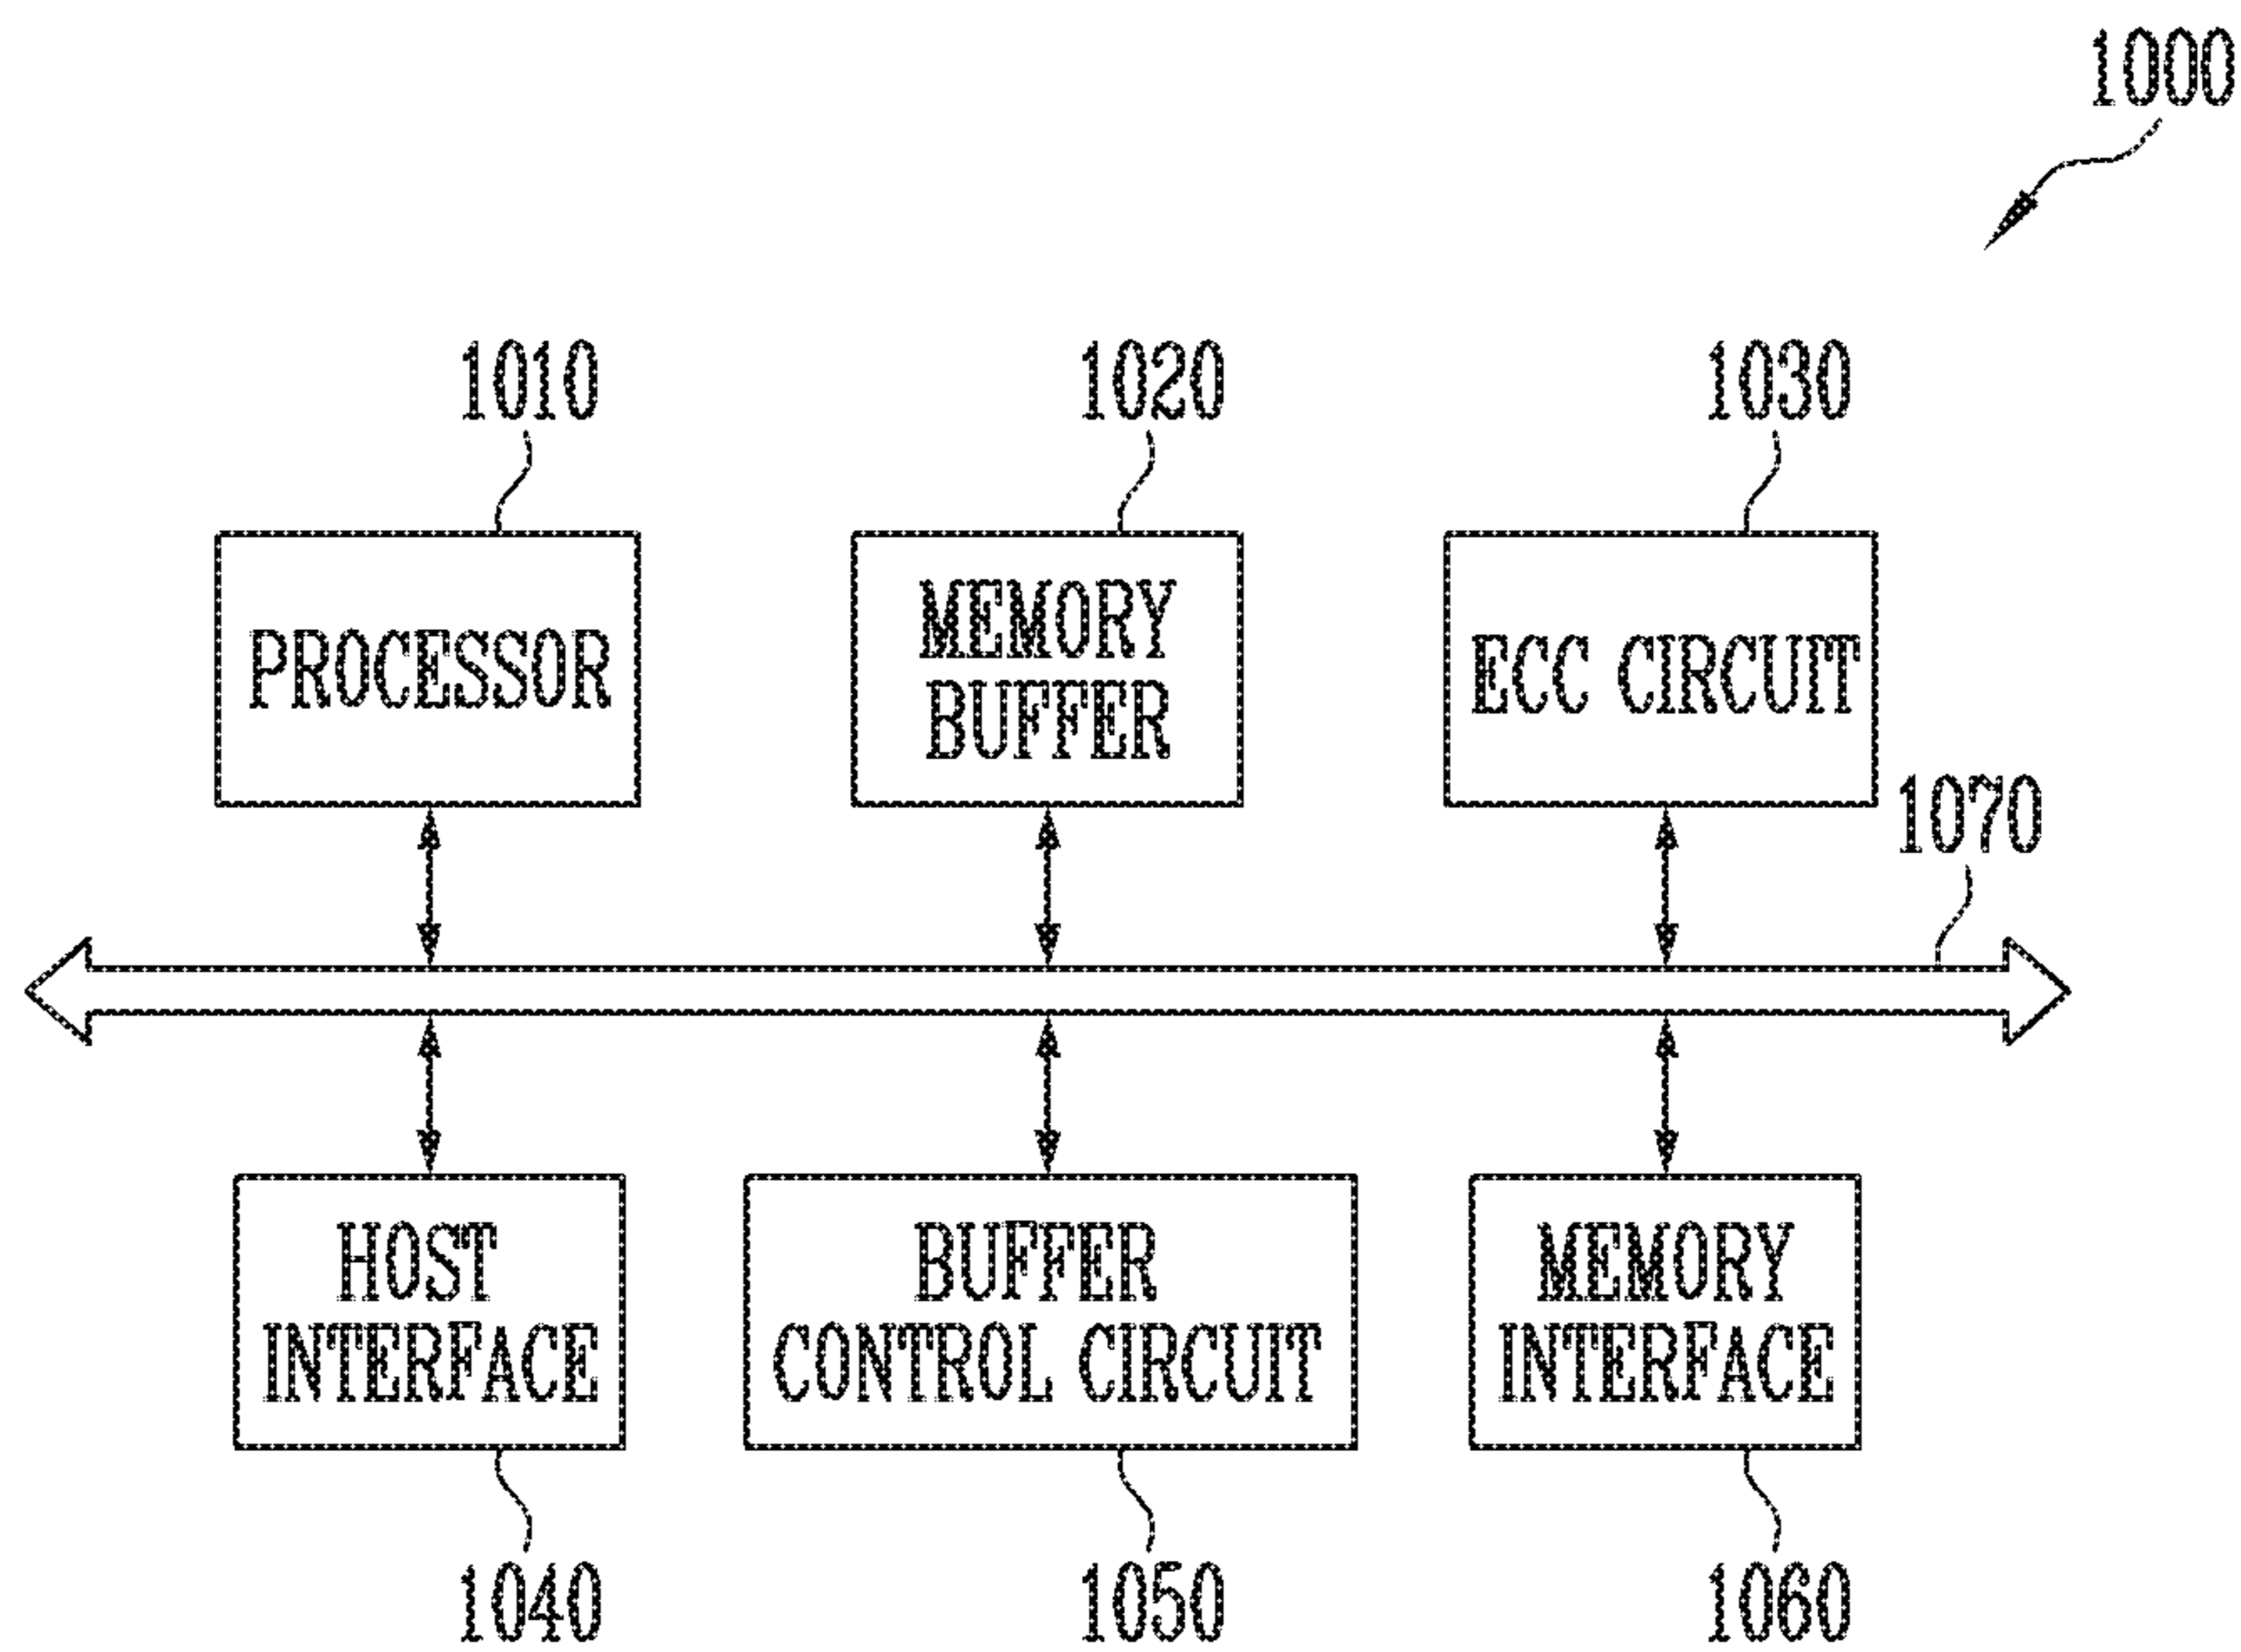 1000
1010
1020
1030
PROCESSOR
MEMORY
BUFFER
ECC CIRCUIT
1070
HOST
INTERFACE
BUFFER
CONTROL CIRCUIT
MEMORY
INTERFACE
1040
1050
1060